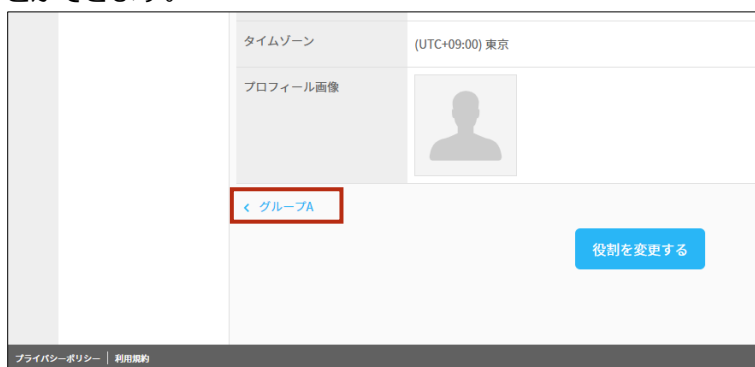 とができます。
タイムゾーン (UTC+09:00) 東京
プロフィール画像
< グループA
役割を変更する
プライバシーポリシー | 利用規約